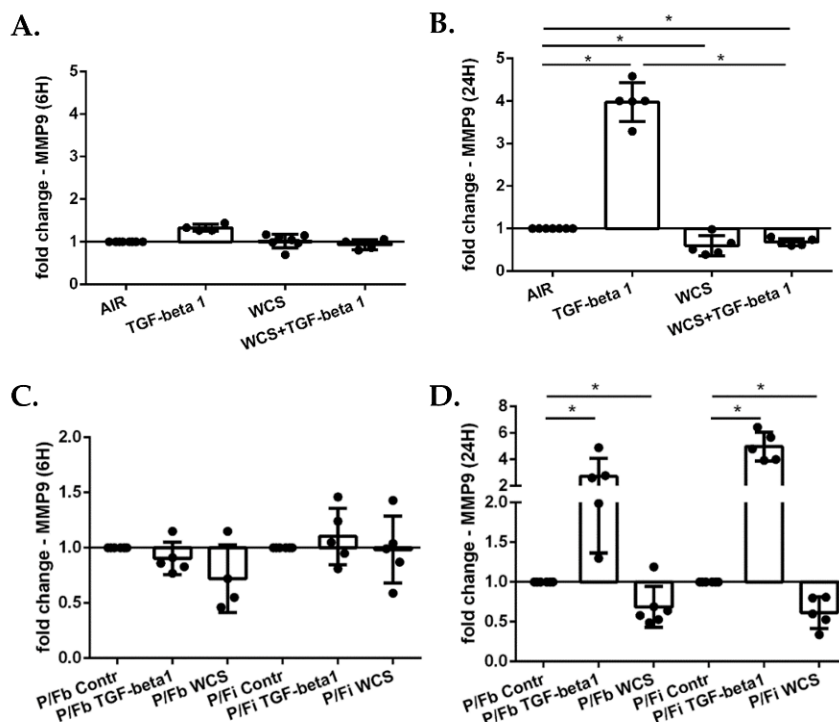 A.
fold change - MMP9 (6H)
5
4
3
2
1
0
AIR
TGF-beta 1
WCS
WCS+TGF-beta 1
B.
* 
*
* *
fold change - MMP9 (24H)
5
4
3
2
1
0
AIR
TGF-beta 1
WCS
WCS+TGF-beta 1
C.
fold change - MMP9 (6H)
2.0
1.5
1.0
0.5
0.0
P/Fb Contr
P/Fb TGF-beta1
P/Fb WCS
P/Fi Contr
P/Fi TGF-beta1
P/Fi WCS
D.
* *
* *
fold change - MMP9 (24H)
8
6
4
2
1.0
0.5
0.0
P/Fb Contr
P/Fb TGF-beta1
P/Fb WCS
P/Fi Contr
P/Fi TGF-beta1
P/Fi WCS